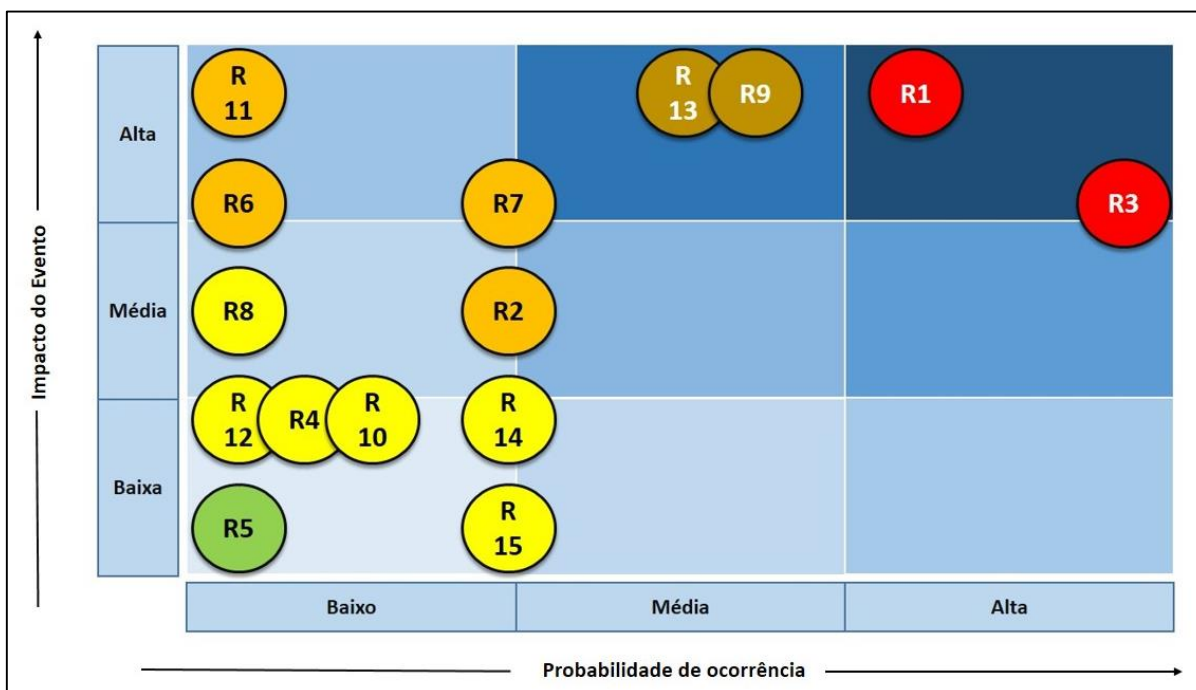 Impacto do Evento
Alta
R
11
R
13
R9
R1
R6
R7
R3
Média
R8
R2
R
12
R4
R
10
R
14
Baixa
R5
R
15
Baixo
Média
Alta
Probabilidade de ocorrência